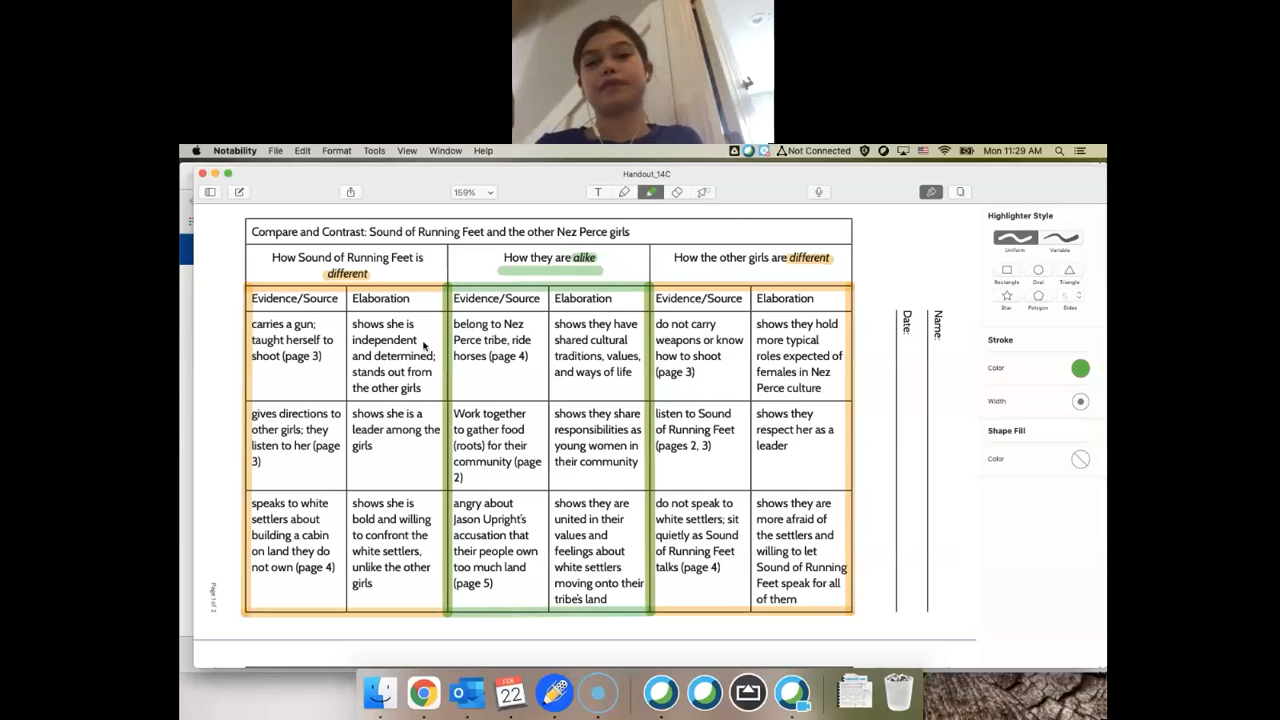 Notability File Edit Format Tools View Window Help Not Connected Mon 11:29 AM
Handout_14C
159% T
Highlighter Style
Uniform Variable
Rectangle Oval Triangle
Star Polygon 5 Sides
Stroke
Color
Width
Shape Fill
Color
Compare and Contrast: Sound of Running Feet and the other Nez Perce girls
How Sound of Running Feet is
different
How they are alike
How the other girls are different
Evidence/Source
Elaboration
Evidence/Source
Elaboration
Evidence/Source
Elaboration
carries a gun;
taught herself to
shoot (page 3)
shows she is
independent
and determined;
stands out from
the other girls
belong to Nez
Perce tribe, ride
horses (page 4)
shows they have
shared cultural
traditions, values,
and ways of life
do not carry
weapons or know
how to shoot
(page 3)
shows they hold
more typical
roles expected of
females in Nez
Perce culture
gives directions to
other girls; they
listen to her (page
3)
shows she is a
leader among the
girls
Work together
to gather food
(roots) for their
community (page
2)
shows they share
responsibilities as
young women in
their community
listen to Sound
of Running Feet
(pages 2, 3)
shows they
respect her as a
leader
speaks to white
settlers about
building a cabin
on land they do
not own (page 4)
shows she is
bold and willing
to confront the
white settlers,
unlike the other
girls
angry about
Jason Upright's
accusation that
their people own
too much land
(page 5)
shows they are
united in their
values and
feelings about
white settlers
moving onto their
tribe's land
do not speak to
white settlers; sit
quietly as Sound
of Running Feet
talks (page 4)
shows they are
more afraid of
the settlers and
willing to let
Sound of Running
Feet speak for all
of them
Name:
Date:
Page 1 of 2
FEB
22